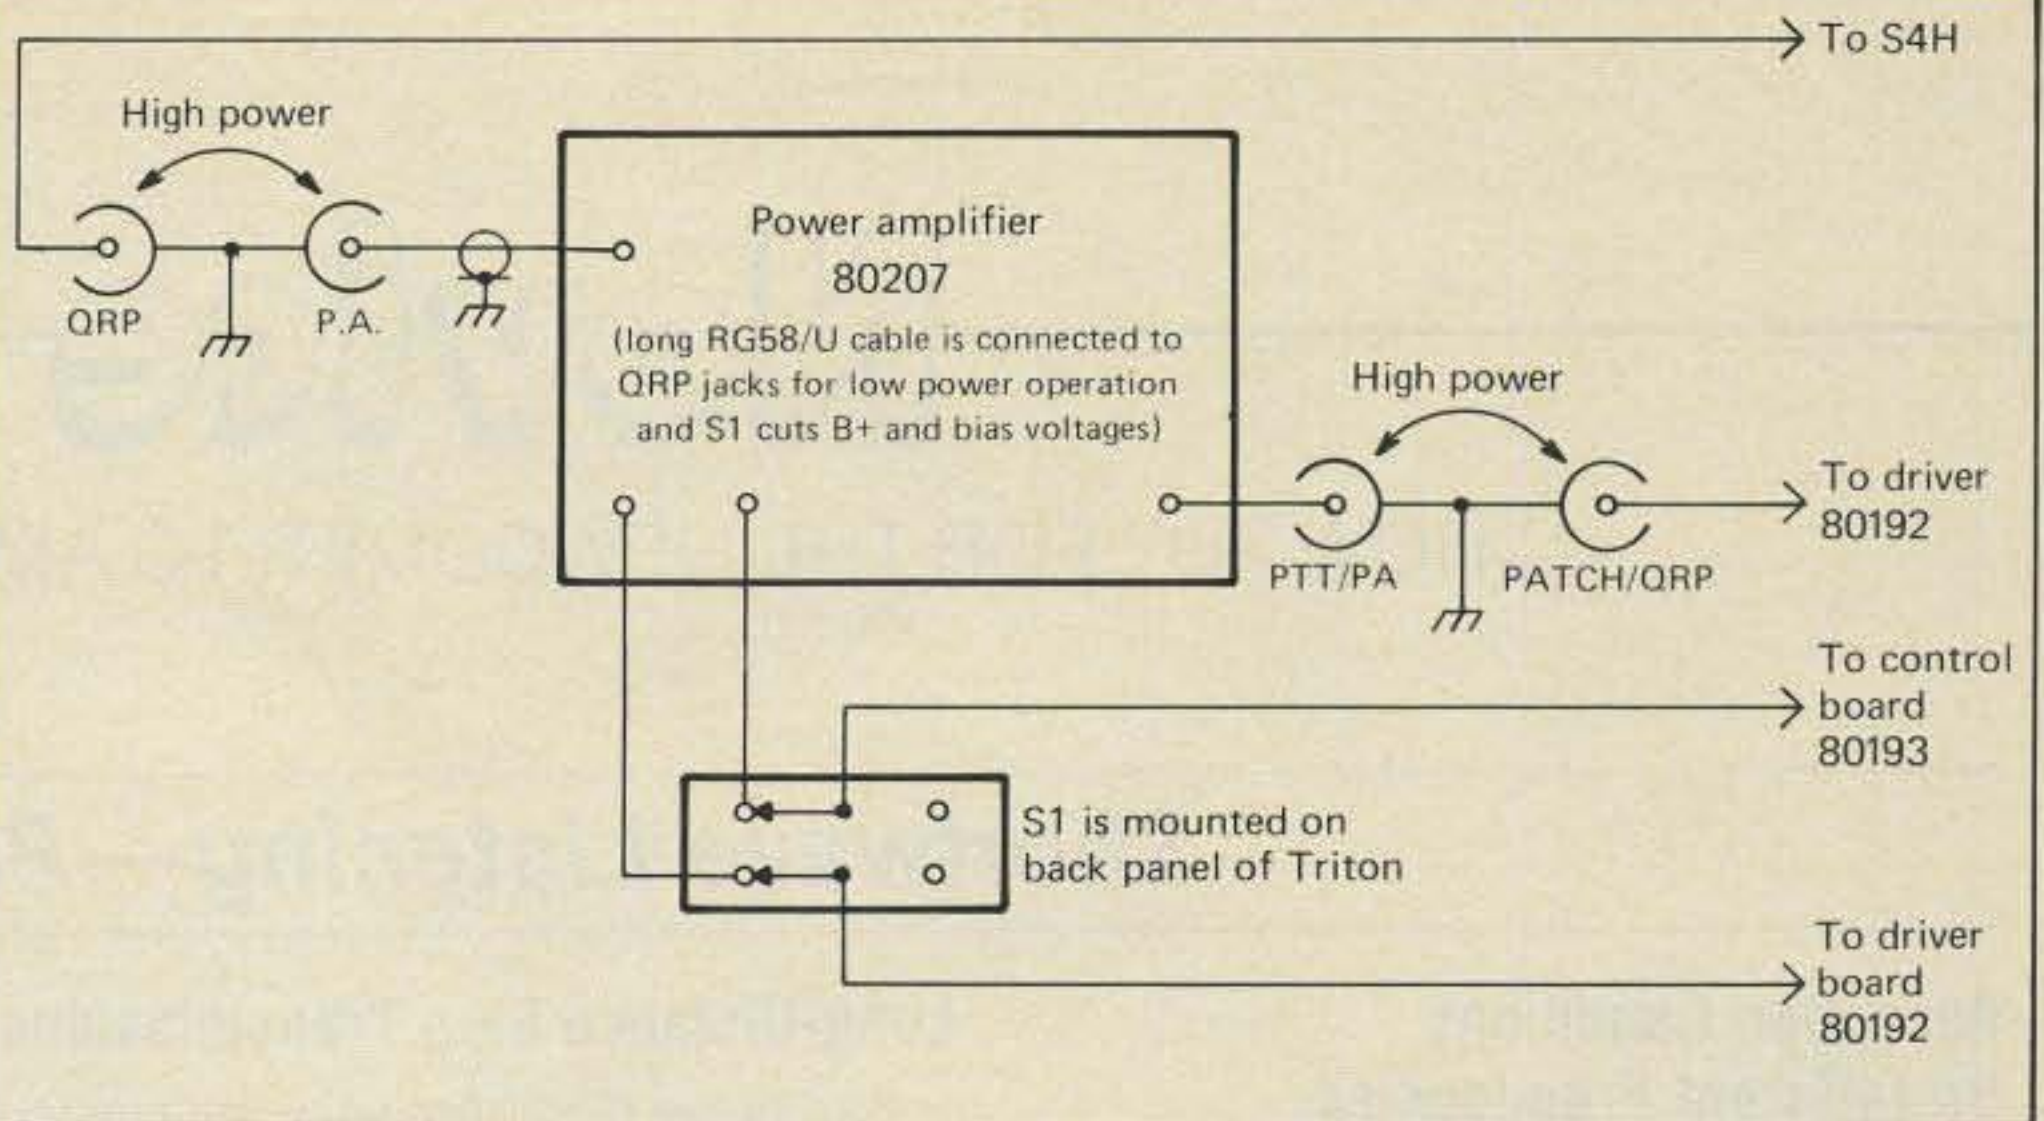 To S4H
High power
QRP
P.A.
Power amplifier
80207
(long RG58/U cable is connected to
QRP jacks for low power operation
and S1 cuts B+ and bias voltages)
High power
PTT/PA
PATCH/QRP
To driver
80192
To control
board
80193
S1 is mounted on
back panel of Triton
To driver
board
80192